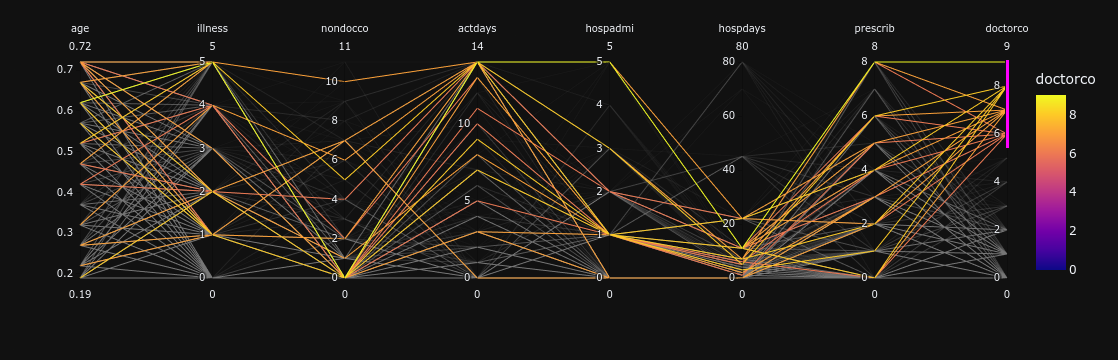 age illness nondocco actdays hospadmi hospdays prescrib doctorco
0.72 5 11 14 5 80 8 9
0.7 5 5 80 8
10 8
0.6 4 4 60
8 6 6
0.5 3 10 3
6 40
0.4 4 4
4
2 2
0.3 5 20 2 2
1 2 1
0.2 0 0 0 0 0 0 0
0.19 0 0 0 0 0 0 0
doctorco
8
6
4
2
0